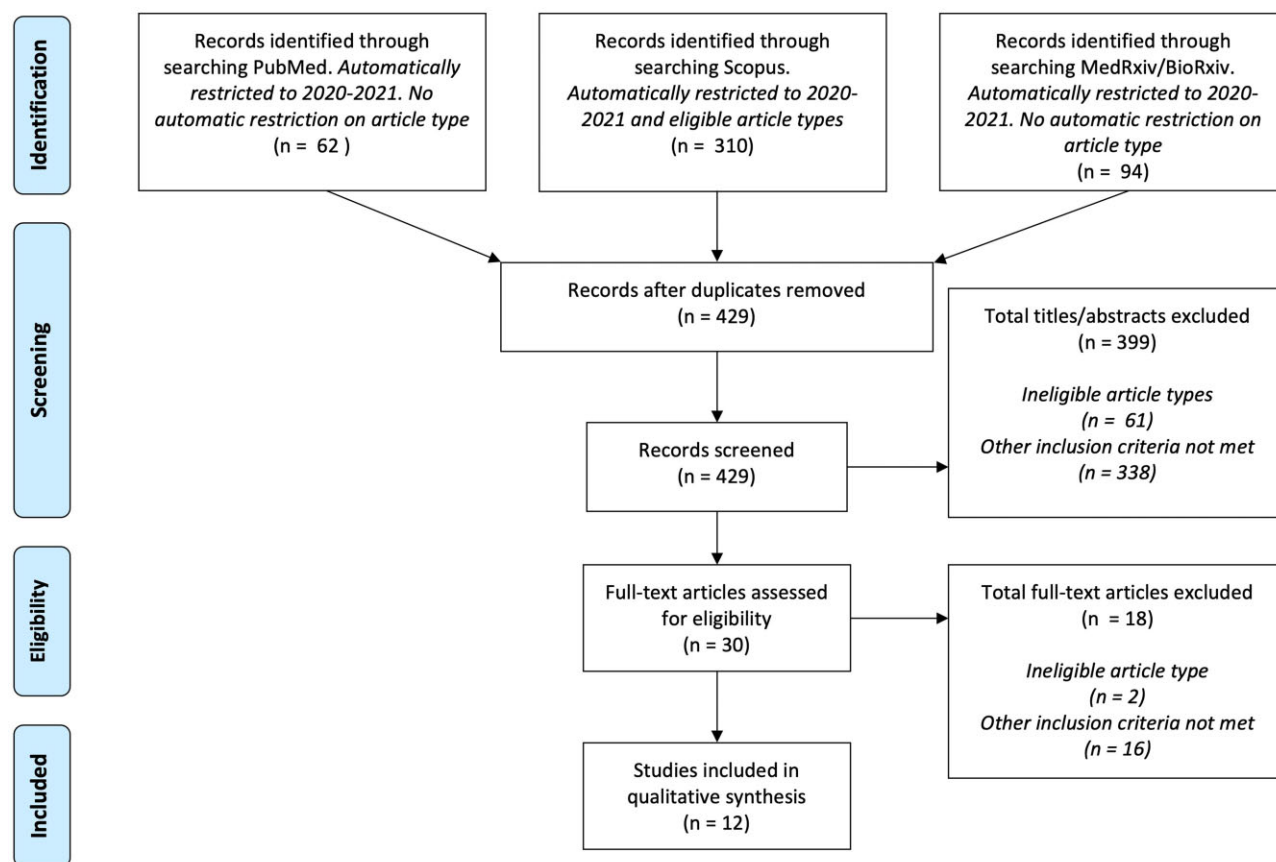 Identification
Records identified through
searching PubMed. Automatically
restricted to 2020-2021. No
automatic restriction on article type
(n =  62 )
Records identified through
searching Scopus.
Automatically restricted to 2020-
2021 and eligible article types
(n =  310)
Records identified through
searching MedRxiv/BioRxiv.
Automatically restricted to 2020-
2021. No automatic restriction on
article type
(n =  94)
Screening
Records after duplicates removed
(n = 429)
Records screened
(n = 429)
Total titles/abstracts excluded
(n = 399)
Ineligible article types
(n =  61)
Other inclusion criteria not met
(n = 338)
Eligibility
Full-text articles assessed
for eligibility
(n = 30)
Total full-text articles excluded
(n  = 18)
Ineligible article type
(n = 2)
Other inclusion criteria not met
(n = 16)
Included
Studies included in
qualitative synthesis
(n = 12)